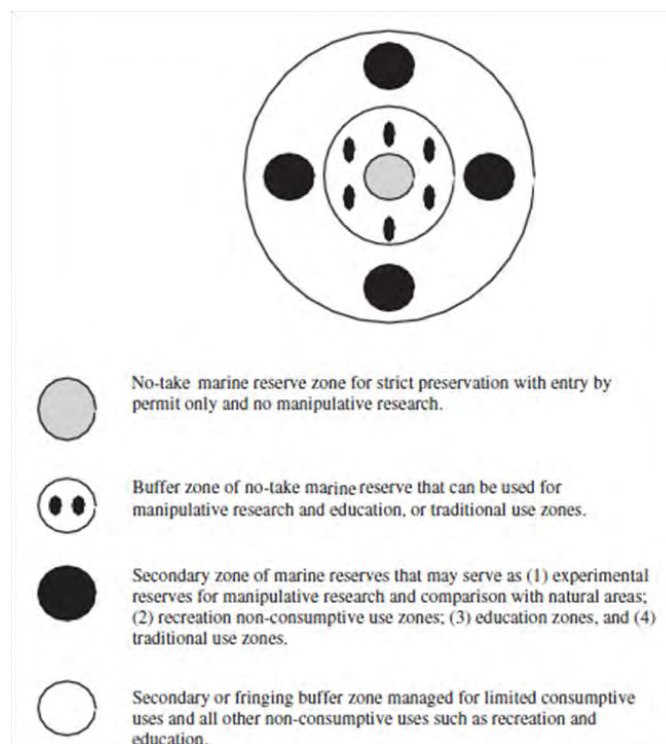 No-take marine reserve zone for strict preservation with entry by
permit only and no manipulative research.
Buffer zone of no-take marine reserve that can be used for
manipulative research and education, or traditional use zones.
Secondary zone of marine reserves that may serve as (1) experimental
reserves for manipulative research and comparison with natural areas;
(2) recreation non-consumptive use zones; (3) education zones, and (4)
traditional use zones.
Secondary or fringing buffer zone managed for limited consumptive
uses and all other non-consumptive uses such as recreation and
education.